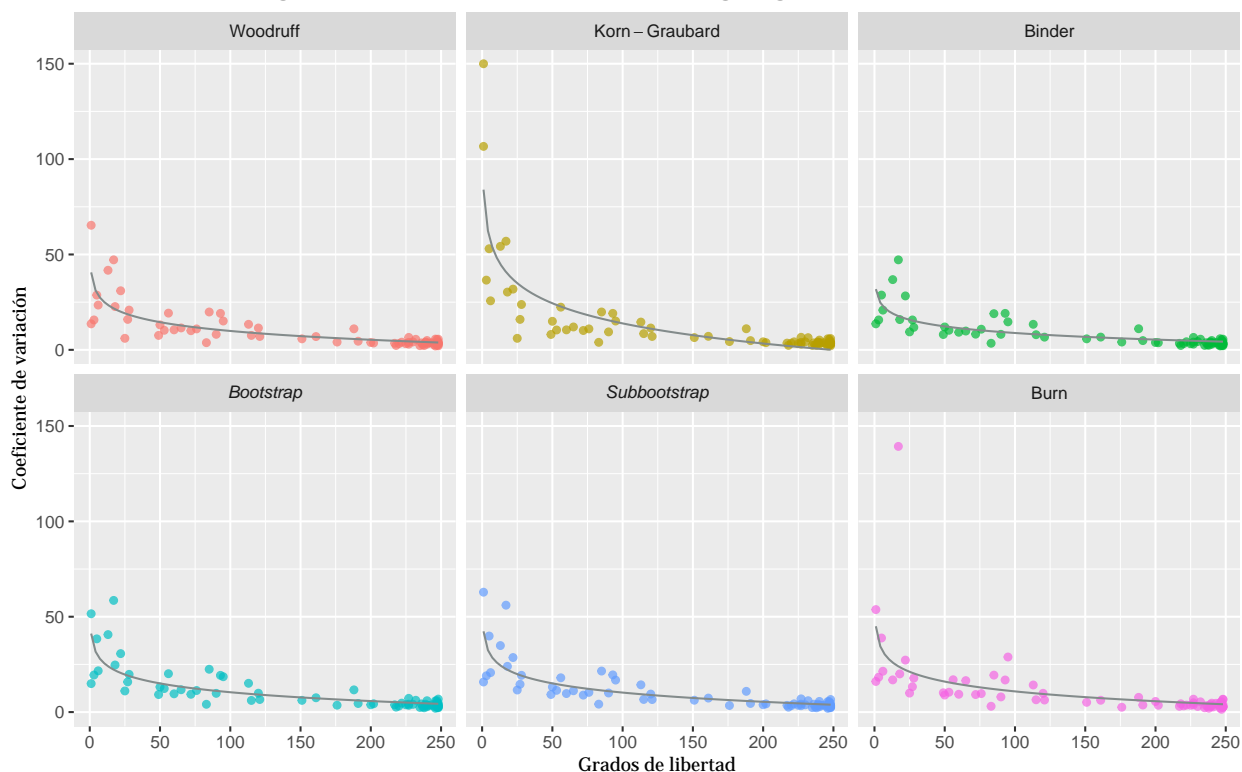 Woodruff
Korn – Graubard
Binder
150
100
50
0
Bootstrap
Subbootstrap
Burn
150
100
50
0
Coeficiente de variación
0 50 100 150 200 250
0 50 100 150 200 250
0 50 100 150 200 250
Grados de libertad